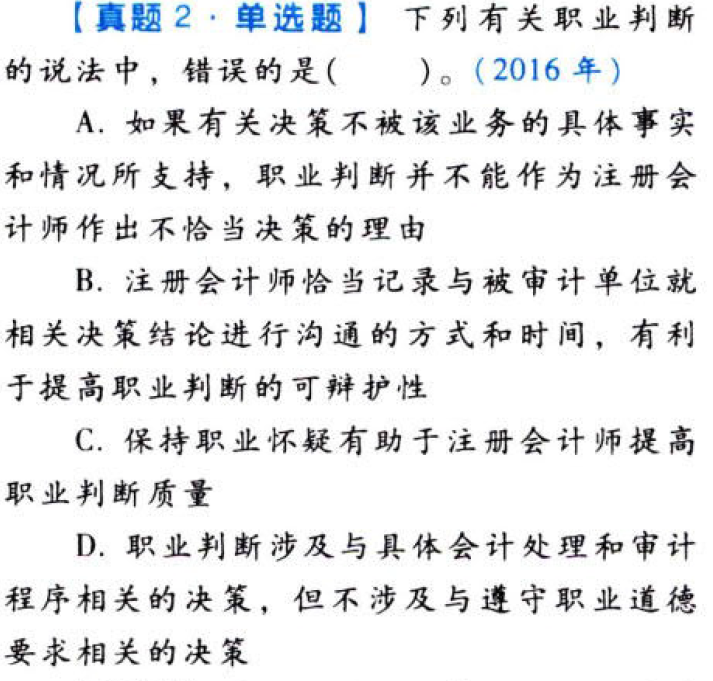 【真题2·单选题】 下列有关职业判断
的说法中，错误的是(  )。(2016年)
A. 如果有关决策不被该业务的具体事实
和情况所支持，职业判断并不能作为注册会
计师作出不恰当决策的理由
B. 注册会计师恰当记录与被审计单位就
相关决策结论进行沟通的方式和时间，有利
于提高职业判断的可辩护性
C. 保持职业怀疑有助于注册会计师提高
职业判断质量
D. 职业判断涉及与具体会计处理和审计
程序相关的决策，但不涉及与遵守职业道德
要求相关的决策